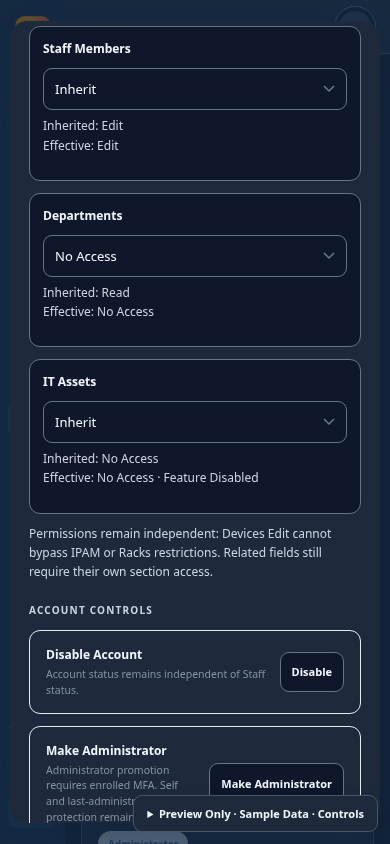 Staff Members
Inherit
Inherited: Edit
Effective: Edit
Departments
No Access
Inherited: Read
Effective: No Access
IT Assets
Inherit
Inherited: No Access
Effective: No Access · Feature Disabled
Permissions remain independent: Devices Edit cannot
bypass IPAM or Racks restrictions. Related fields still
require their own section access.
ACCOUNT CONTROLS
Disable Account
Account status remains independent of Staff
status.
Disable
Make Administrator
Administrator promotion
requires enrolled MFA. Self
and last-administr
protection remain
Make Administrator
Preview Only · Sample Data · Controls
Administrator